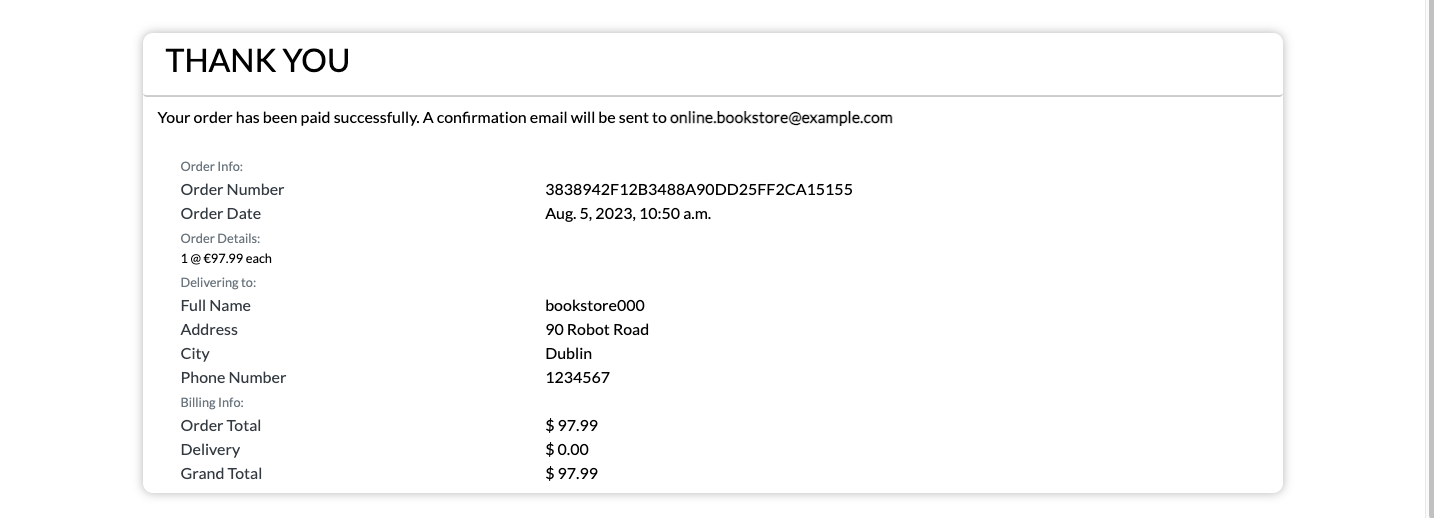 THANK YOU
Your order has been paid successfully. A confirmation email will be sent to online.bookstore@example.com
Order Info:
Order Number 3838942F12B3488A90DD25FF2CA15155
Order Date Aug. 5, 2023, 10:50 a.m.
Order Details:
1 @ €97.99 each
Delivering to:
Full Name bookstore000
Address 90 Robot Road
City Dublin
Phone Number 1234567
Billing Info:
Order Total $ 97.99
Delivery $ 0.00
Grand Total $ 97.99